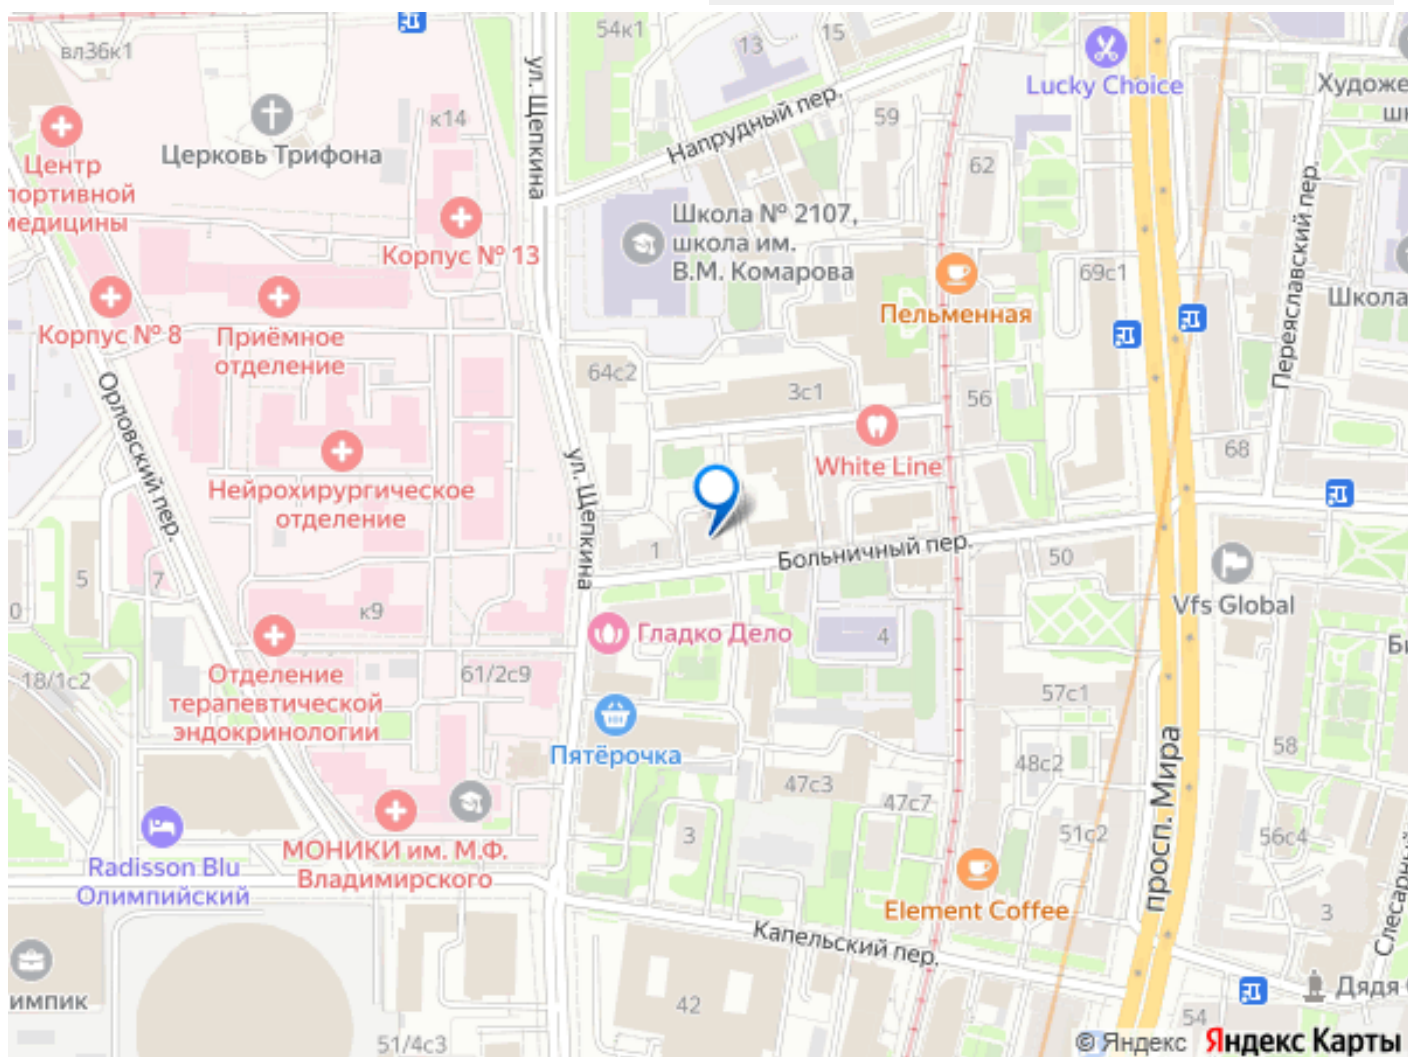 вл36к1
54к1
13
15
Lucky Choice
Художе
шк
к14
59
Напрудный пер.
ул. Щепкина
Церковь Трифона
Центр
портивной
медицины
62
Переяславский пер.
Школа № 2107,
школа им.
В.М. Комарова
Корпус № 13
69с1
Школа
Корпус № 8
Приёмное
отделение
Пельменная
64с2
3с1
56
Орловский пер.
White Line
68
ул. Щепкина
Нейрохирургическое
отделение
1
Больничный пер.
50
5
7
0
к9
Vfs Global
Гладко Дело
4
Би
18/1с2
Отделение
терапевтической
эндокринологии
61/2с9
57с1
Пятёрочка
просп. Мира
58
48с2
47с3
47с7
3
51с2
56с4
Radisson Blu
Олимпийский
МОНИКИ им. М.Ф.
Владимирского
Element Coffee
3
Слесарный
Капельский пер.
импик
42
Дядя
54
51/4с3
© Яндекс Яндекс Карты